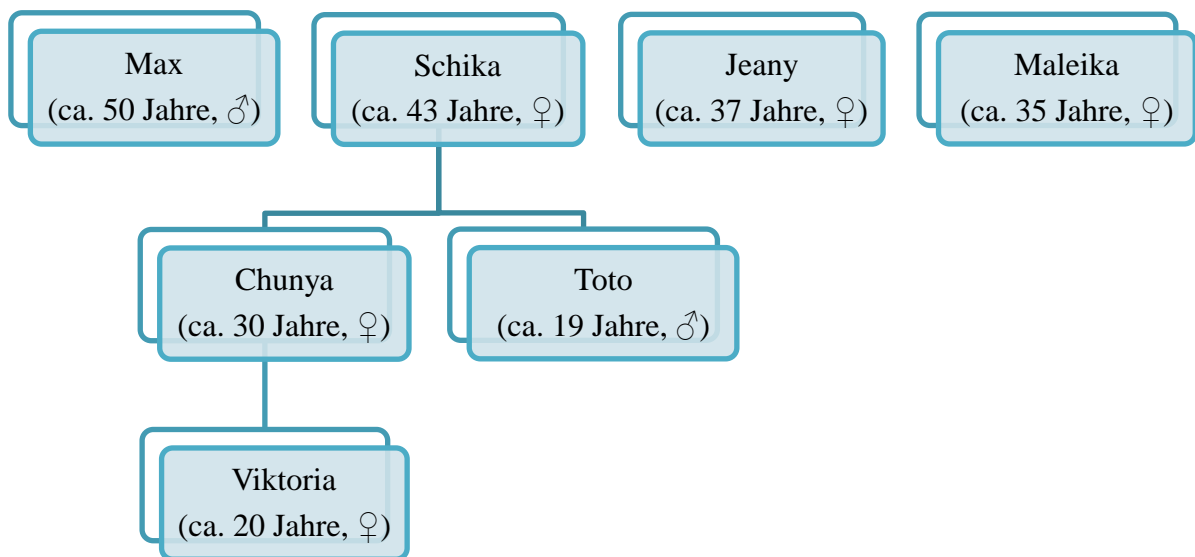 Max
(ca. 50 Jahre, ♂)
Schika
(ca. 43 Jahre, ♀)
Jeany
(ca. 37 Jahre, ♀)
Maleika
(ca. 35 Jahre, ♀)
Chunya
(ca. 30 Jahre, ♀)
Toto
(ca. 19 Jahre, ♂)
Viktoria
(ca. 20 Jahre, ♀)